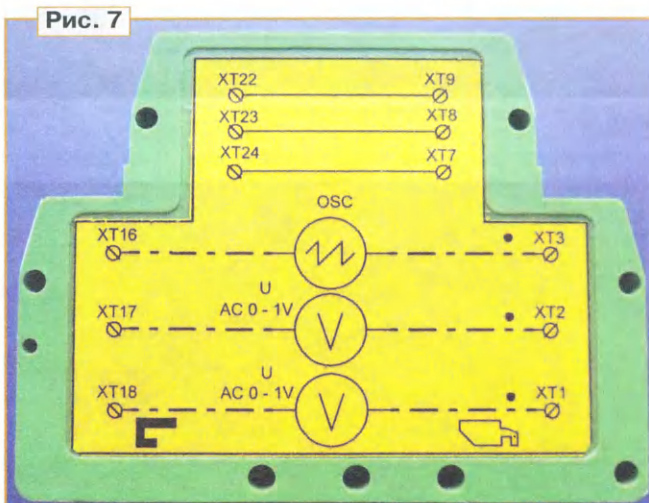 Рис. 7
XT22 XT9
XT23 XT8
XT24 XT7
OSC
XT16 XT3
U
AC 0 - 1V
XT17 V XT2
U
AC 0 - 1V
XT18 V XT1